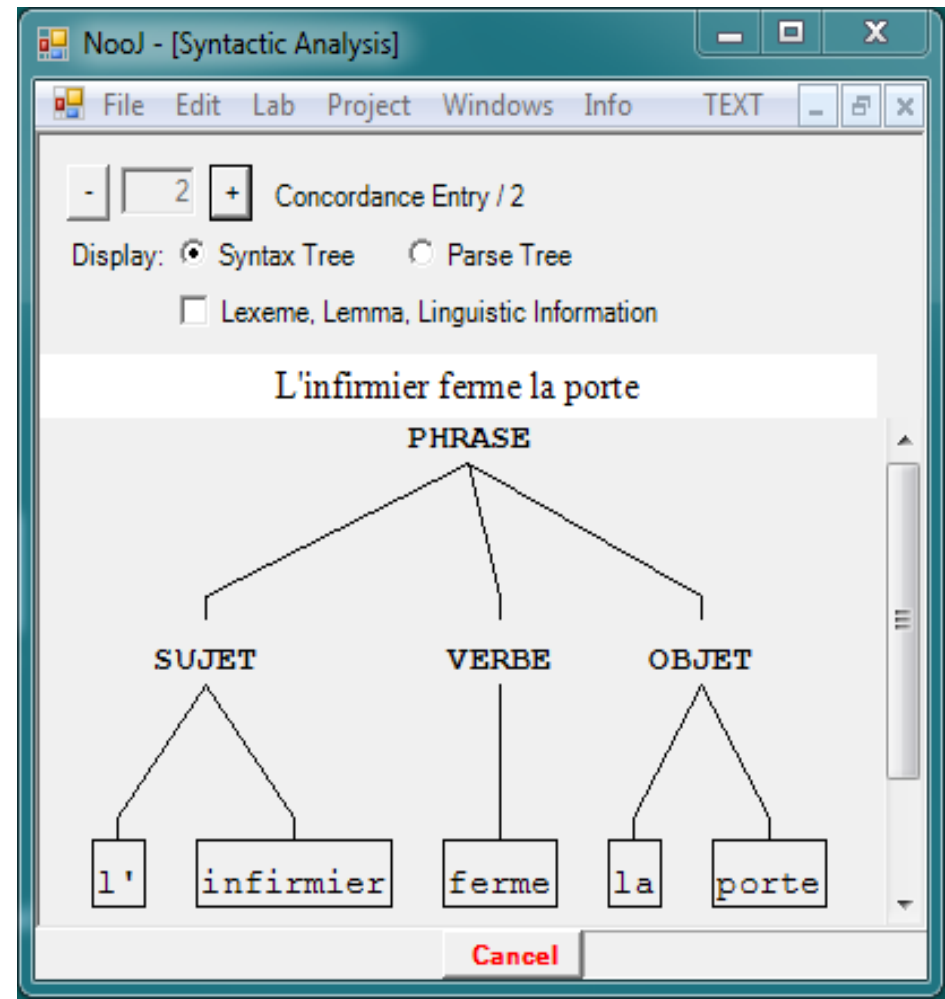 NooJ - [Syntactic Analysis]
File Edit Lab Project Windows Info TEXT
- 2 + Concordance Entry / 2
Display: Syntax Tree Parse Tree
Lexeme, Lemma, Linguistic Information
L'infirmier ferme la porte
PHRASE
SUJET VERBE OBJET
l' infirmier ferme la porte
Cancel